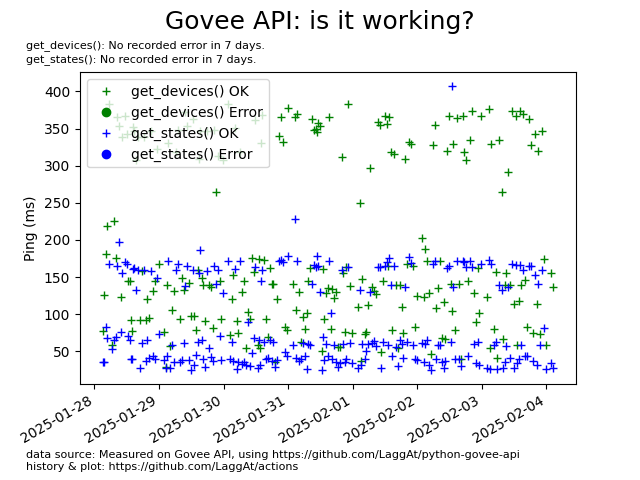 Govee API: is it working?
get_devices(): No recorded error in 7 days.
get_states(): No recorded error in 7 days.
get_devices() OK
get_devices() Error
get_states() OK
get_states() Error
Ping (ms)
400
350
300
250
200
150
100
50
2025-01-28
2025-01-29
2025-01-30
2025-01-31
2025-02-01
2025-02-02
2025-02-03
2025-02-04
data source: Measured on Govee API, using https://github.com/LaggAt/python-govee-api
history & plot: https://github.com/LaggAt/actions